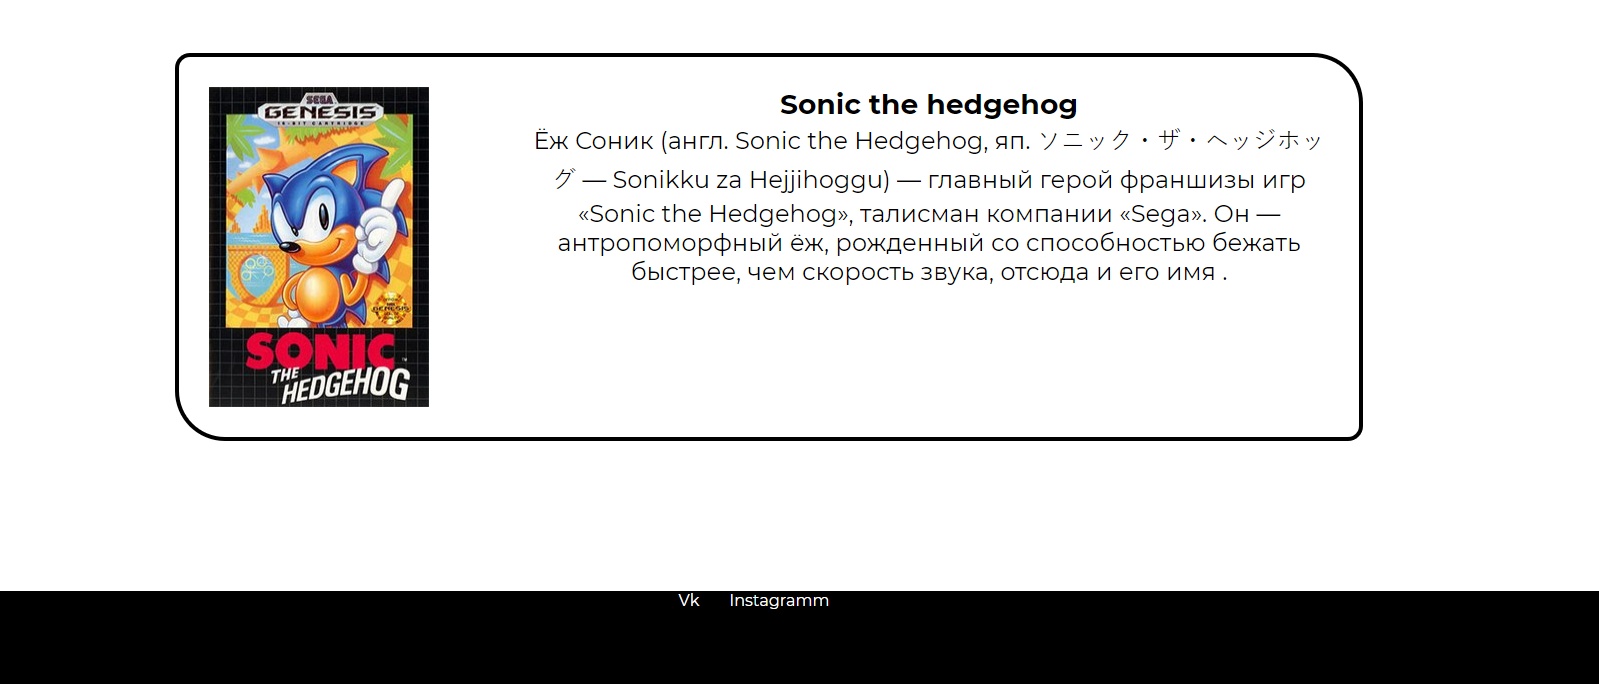 SEGA
GENESIS
16-BIT CARTRIDGE
SONIC
THE
HEDGEHOG
Sonic the hedgehog
Ёж Соник (англ. Sonic the Hedgehog, яп. ソニック・ザ・ヘッジホッ
グ — Sonikku za Hejjihoggu) — главный герой франшизы игр
«Sonic the Hedgehog», талисман компании «Sega». Он —
антропоморфный ёж, рожденный со способностью бежать
быстрее, чем скорость звука, отсюда и его имя .
Vk Instagramm